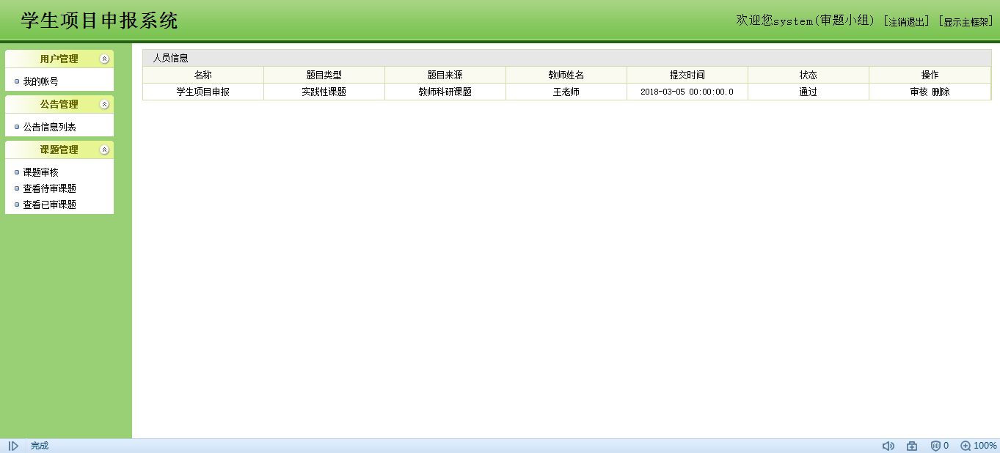 学生项目申报系统
欢迎您system(审题小组) [注销退出] [显示主框架]
用户管理
我的帐号
公告管理
公告信息列表
课题管理
课题审核
查看待审课题
查看已审课题
人员信息
名称 题目类型 题目来源 教师姓名 提交时间 状态 操作
学生项目申报 实践性课题 教师科研课题 王老师 2018-03-05 00:00:00.0 通过 审核 删除
完成 0 100%